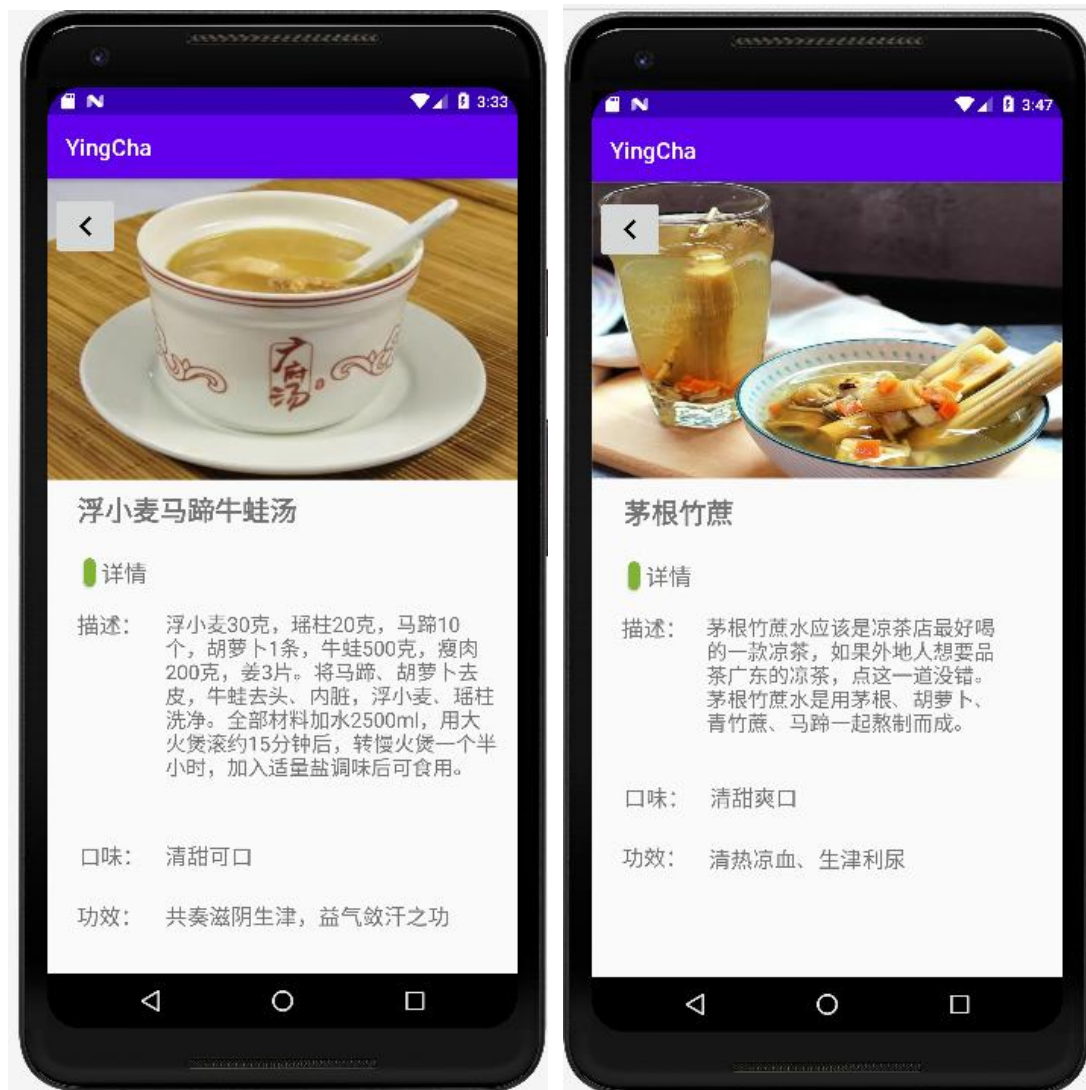 3:33
YingCha
广府汤
浮小麦马蹄牛蛙汤
详情
描述：
浮小麦30克，瑶柱20克，马蹄10
个，胡萝卜1条，牛蛙500克，瘦肉
200克，姜3片。将马蹄、胡萝卜去
皮，牛蛙去头、内脏，浮小麦、瑶柱
洗净。全部材料加水2500ml，用大
火煲滚约15分钟后，转慢火煲一个半
小时，加入适量盐调味后可食用。
口味：
清甜可口
功效：
共奏滋阴生津，益气敛汗之功
3:47
YingCha
茅根竹蔗
详情
描述：
茅根竹蔗水应该是凉茶店最好喝
的一款凉茶，如果外地人想要品
茶广东的凉茶，点这一道没错。
茅根竹蔗水是用茅根、胡萝卜、
青竹蔗、马蹄一起熬制而成。
口味：
清甜爽口
功效：
清热凉血、生津利尿